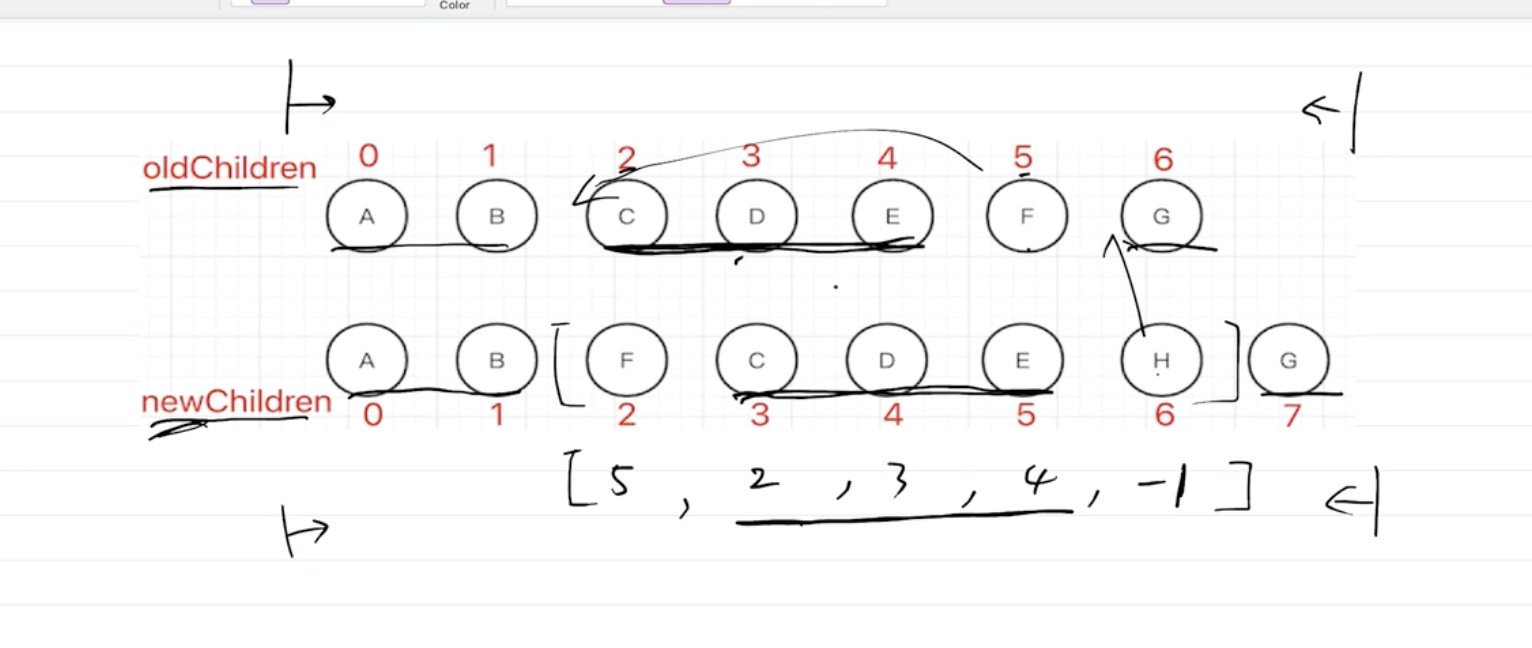 Color
0 1 2 3 4 5 6
oldChildren
A B C D E F G
A B [ F C D E H ] G
newChildren
0 1 2 3 4 5 6 7
[ 5 , 2 , 3 , 4 , -1 ]